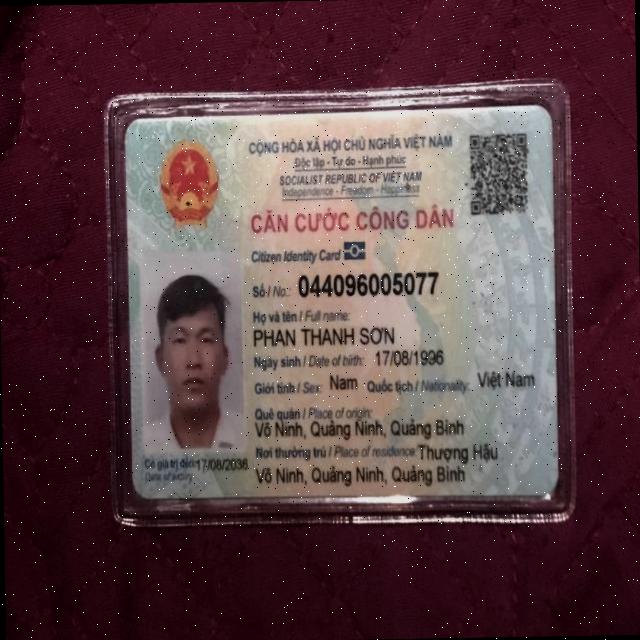 CỘNG HÒA XÃ HỘI CHỦ NGHĨA VIỆT NAM
Độc lập - Tự do - Hạnh phúc
SOCIALIST REPUBLIC OF VIET NAM
Independence - Freedom - Happiness
CĂN CƯỚC CÔNG DÂN
Citizen Identity Card
Số / No.: 044096005077
Họ và tên / Full name:
PHAN THANH SƠN
Ngày sinh / Date of birth: 17/08/1996
Giới tính / Sex: Nam Quốc tịch / Nationality: Việt Nam
Quê quán / Place of origin:
Võ Ninh, Quảng Ninh, Quảng Bình
Nơi thường trú / Place of residence: Thượng Hậu
Võ Ninh, Quảng Ninh, Quảng Bình
Có giá trị đến: 17/08/2036
Date of expiry